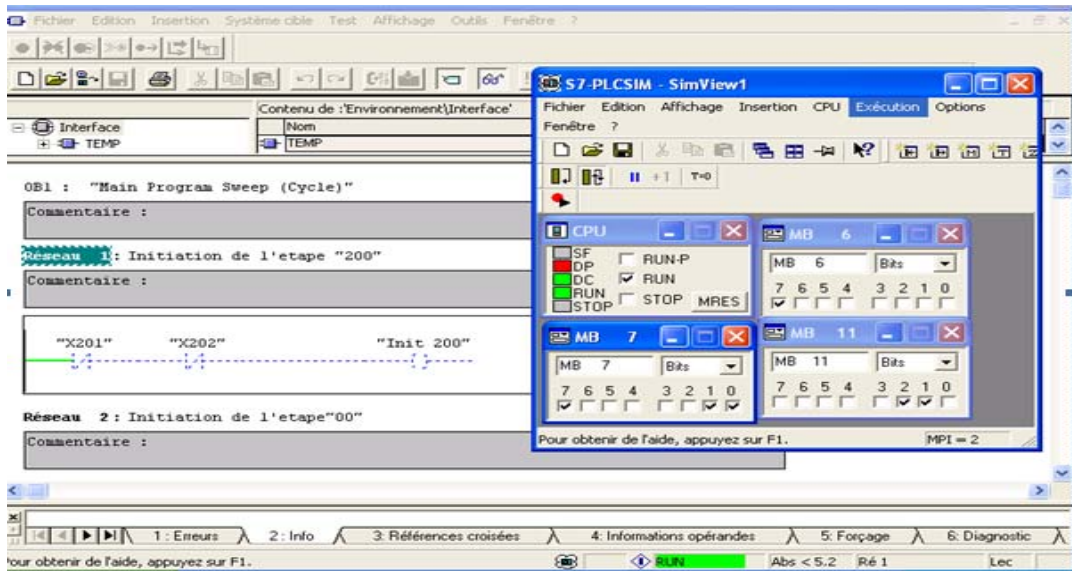 Fichier Edition Insertion Système cible Test Affichage Outils Fenêtre ?
Contenu de :'Environnement\Interface'
Interface
TEMP
Nom
TEMP
OB1 : "Main Program Sweep (Cycle)"
Commentaire :
Réseau 1: Initiation de l'etape "200"
Commentaire :
"X201" "X202" "Init 200"
Réseau 2: Initiation de l'etape"00"
Commentaire :
S7-PLCSIM - SimView1
Fichier Edition Affichage Insertion CPU Exécution Options
Fenêtre ?
+1 T=0
CPU
SF
DP
DC
RUN
STOP
RUN-P
RUN
STOP MRES
MB 6
MB 6 Bits
7 6 5 4 3 2 1 0
MB 7
MB 7 Bits
7 6 5 4 3 2 1 0
MB 11
MB 11 Bits
7 6 5 4 3 2 1 0
Pour obtenir de l'aide, appuyez sur F1. MPI = 2
1 : Erreurs 2 : Info 3: Références croisées 4: Informations opérandes 5: Forçage 6: Diagnostic
Pour obtenir de l'aide, appuyez sur F1. RUN Abs < 5.2 Ré 1 Lec